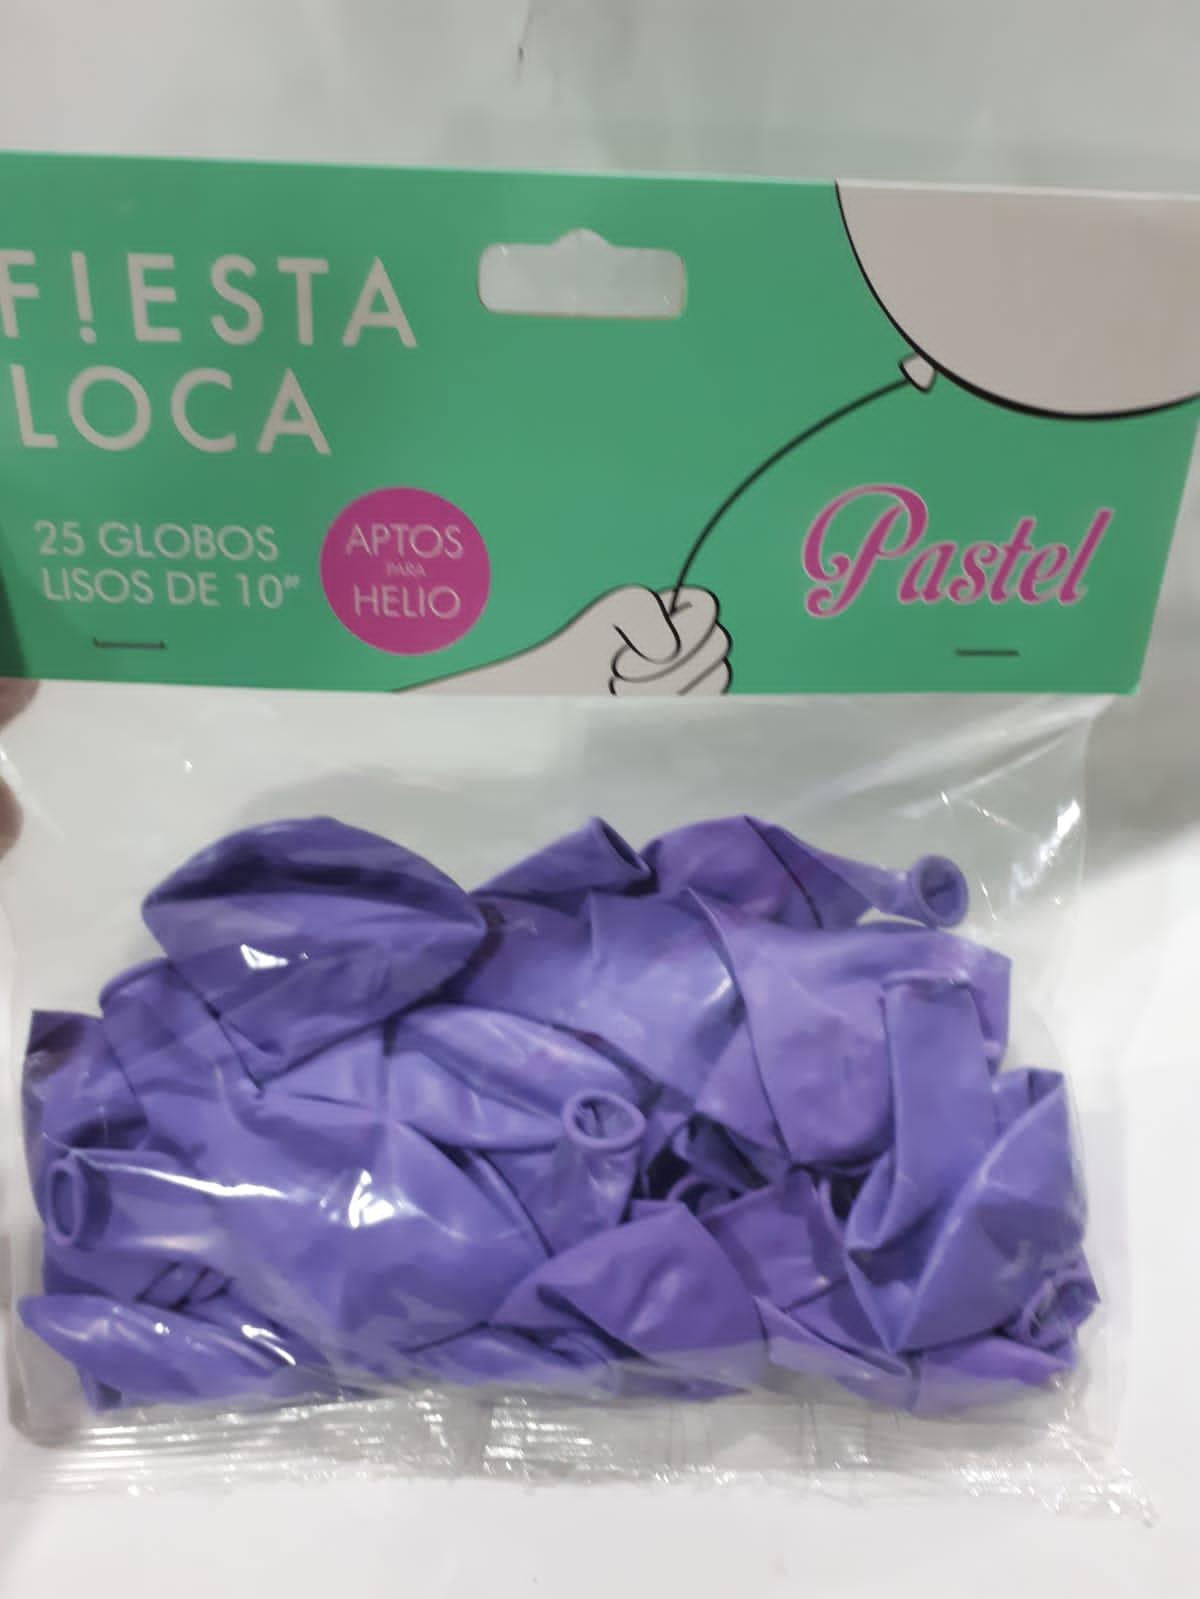 F!ESTA
LOCA
25 GLOBOS
LISOS DE 10"
APTOS
PARA
HELIO
Pastel